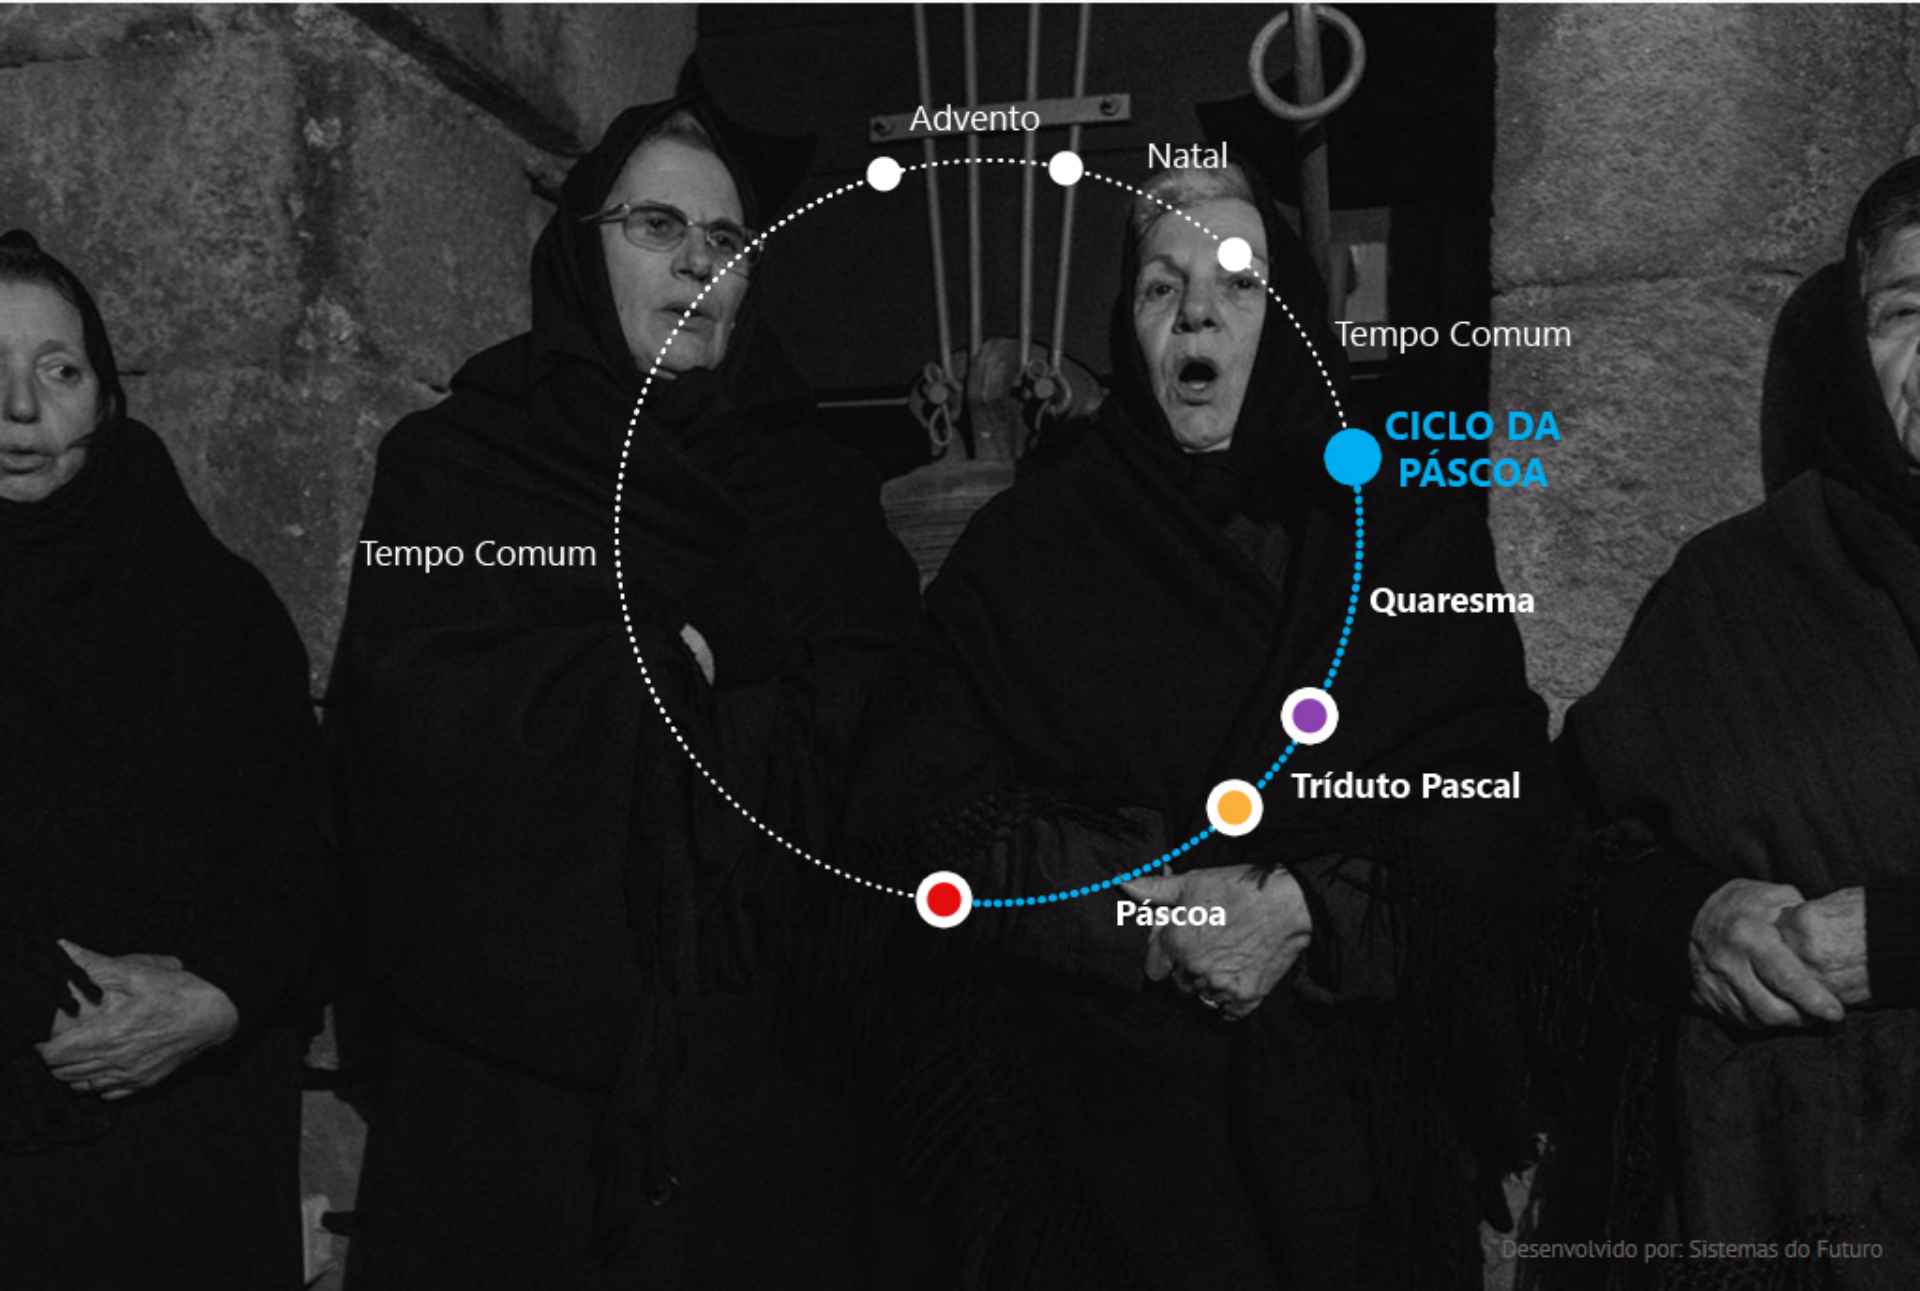 Advento
Natal
Tempo Comum
CICLO DA
PÁSCOA
Tempo Comum
Quaresma
Tríduto Pascal
Páscoa
Desenvolvido por: Sistemas do Futuro